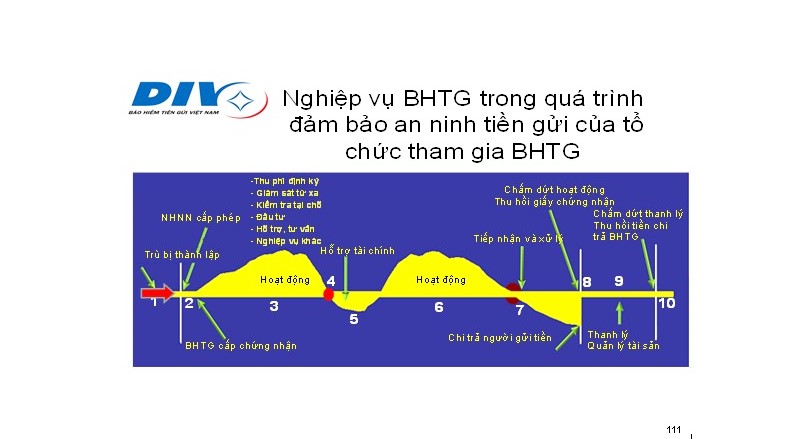 DIV
BẢO HIỂM TIỀN GỬI VIỆT NAM
Nghiệp vụ BHTG trong quá trình
đảm bảo an ninh tiền gửi của tổ
chức tham gia BHTG
-Thu phí định kỳ
- Giám sát từ xa
- Kiểm tra tại chỗ
- Đầu tư
- Hỗ trợ, tư vấn
- Nghiệp vụ khác
NHNN cấp phép
Trù bị thành lập
Hỗ trợ tài chính
Chấm dứt hoạt động
Thu hồi giấy chứng nhận
Tiếp nhận và xử lý
Chấm dứt thanh lý
Thu hồi tiền chi
trả BHTG
Hoạt động
4
Hoạt động
8
9
1
2
3
5
6
7
10
BHTG cấp chứng nhận
Chi trả người gửi tiền
Thanh lý
Quản lý tài sản
111